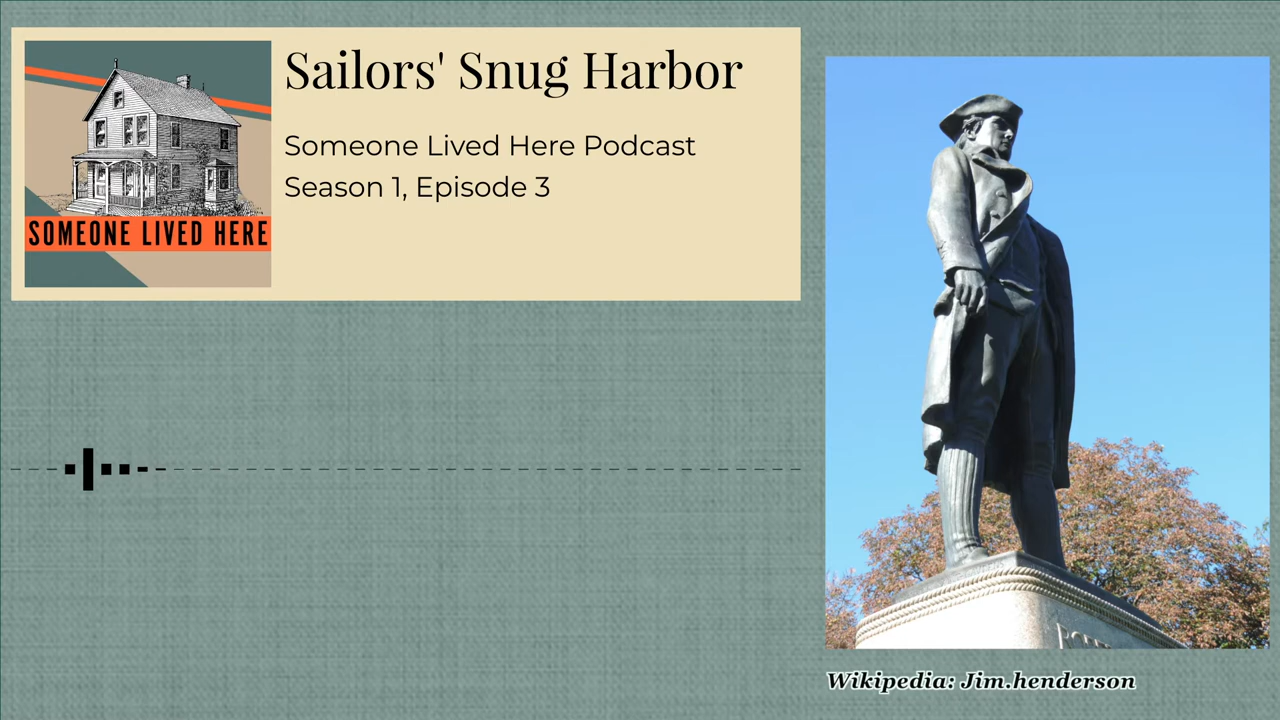 Sailors' Snug Harbor
Someone Lived Here Podcast
Season 1, Episode 3
SOMEONE LIVED HERE
Wikipedia: Jim.henderson